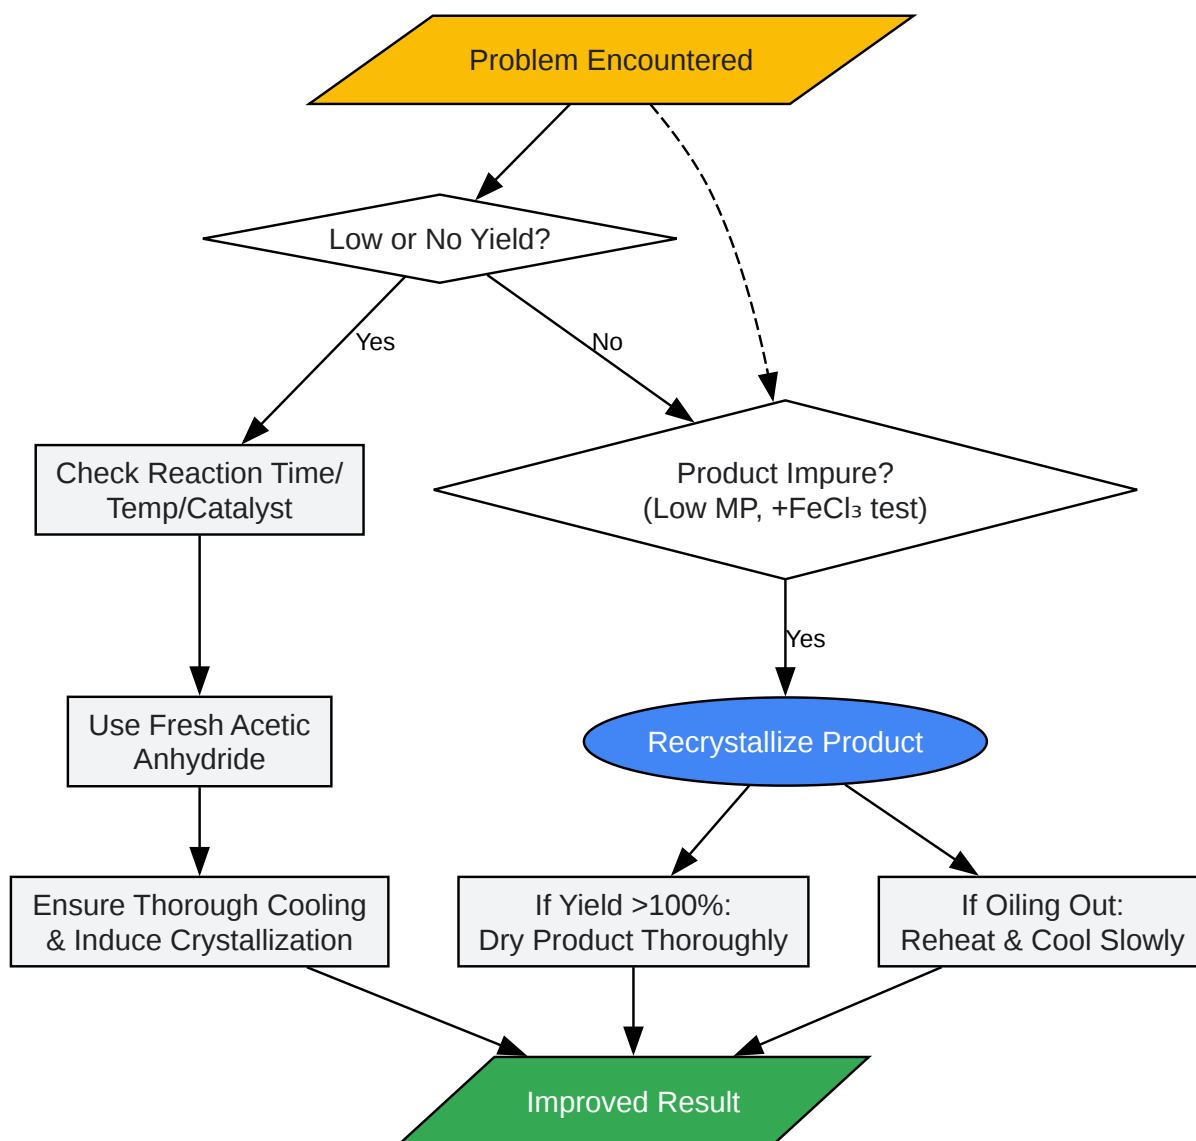 Problem Encountered
Low or No Yield?
Yes
No
Check Reaction Time/
Temp/Catalyst
Product Impure?
(Low MP, +FeCl₃ test)
Yes
Use Fresh Acetic
Anhydride
Recrystallize Product
Ensure Thorough Cooling
& Induce Crystallization
If Yield >100%:
Dry Product Thoroughly
If Oiling Out:
Reheat & Cool Slowly
Improved Result